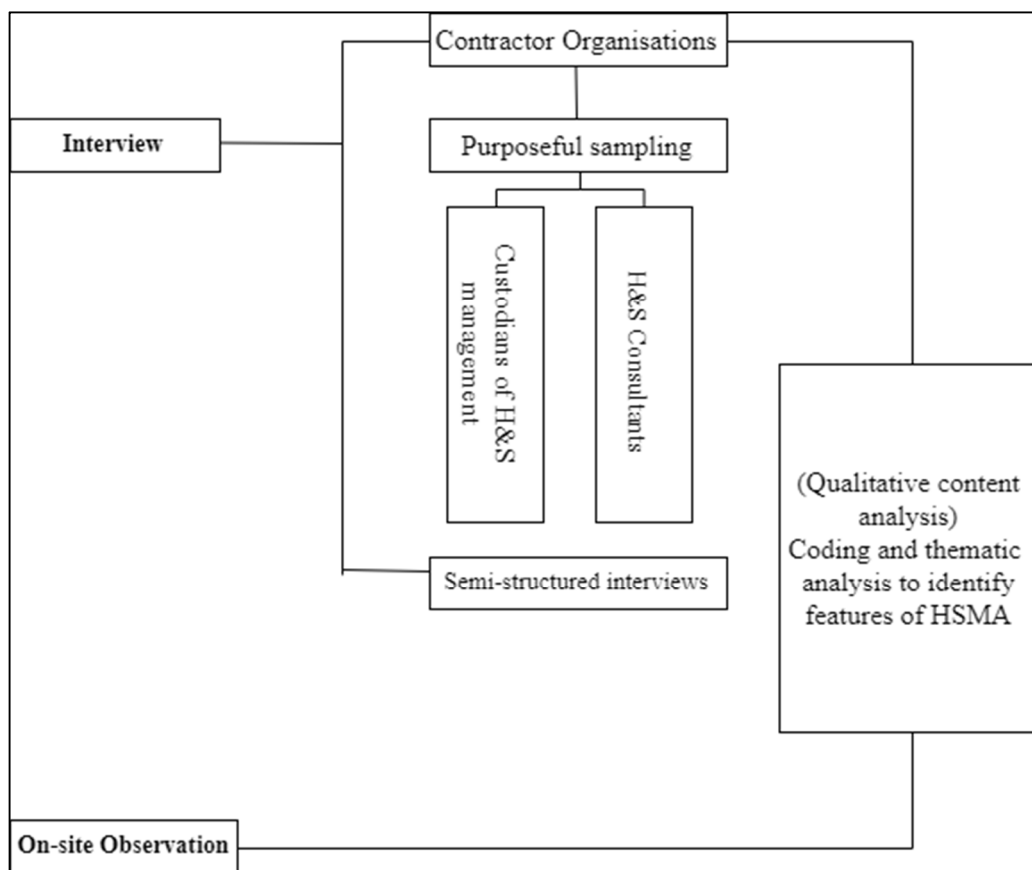 Contractor Organisations
Interview
Purposeful sampling
Custodians of H&S
management
H&S Consultants
Semi-structured interviews
(Qualitative content
analysis)
Coding and thematic
analysis to identify
features of HSMA
On-site Observation